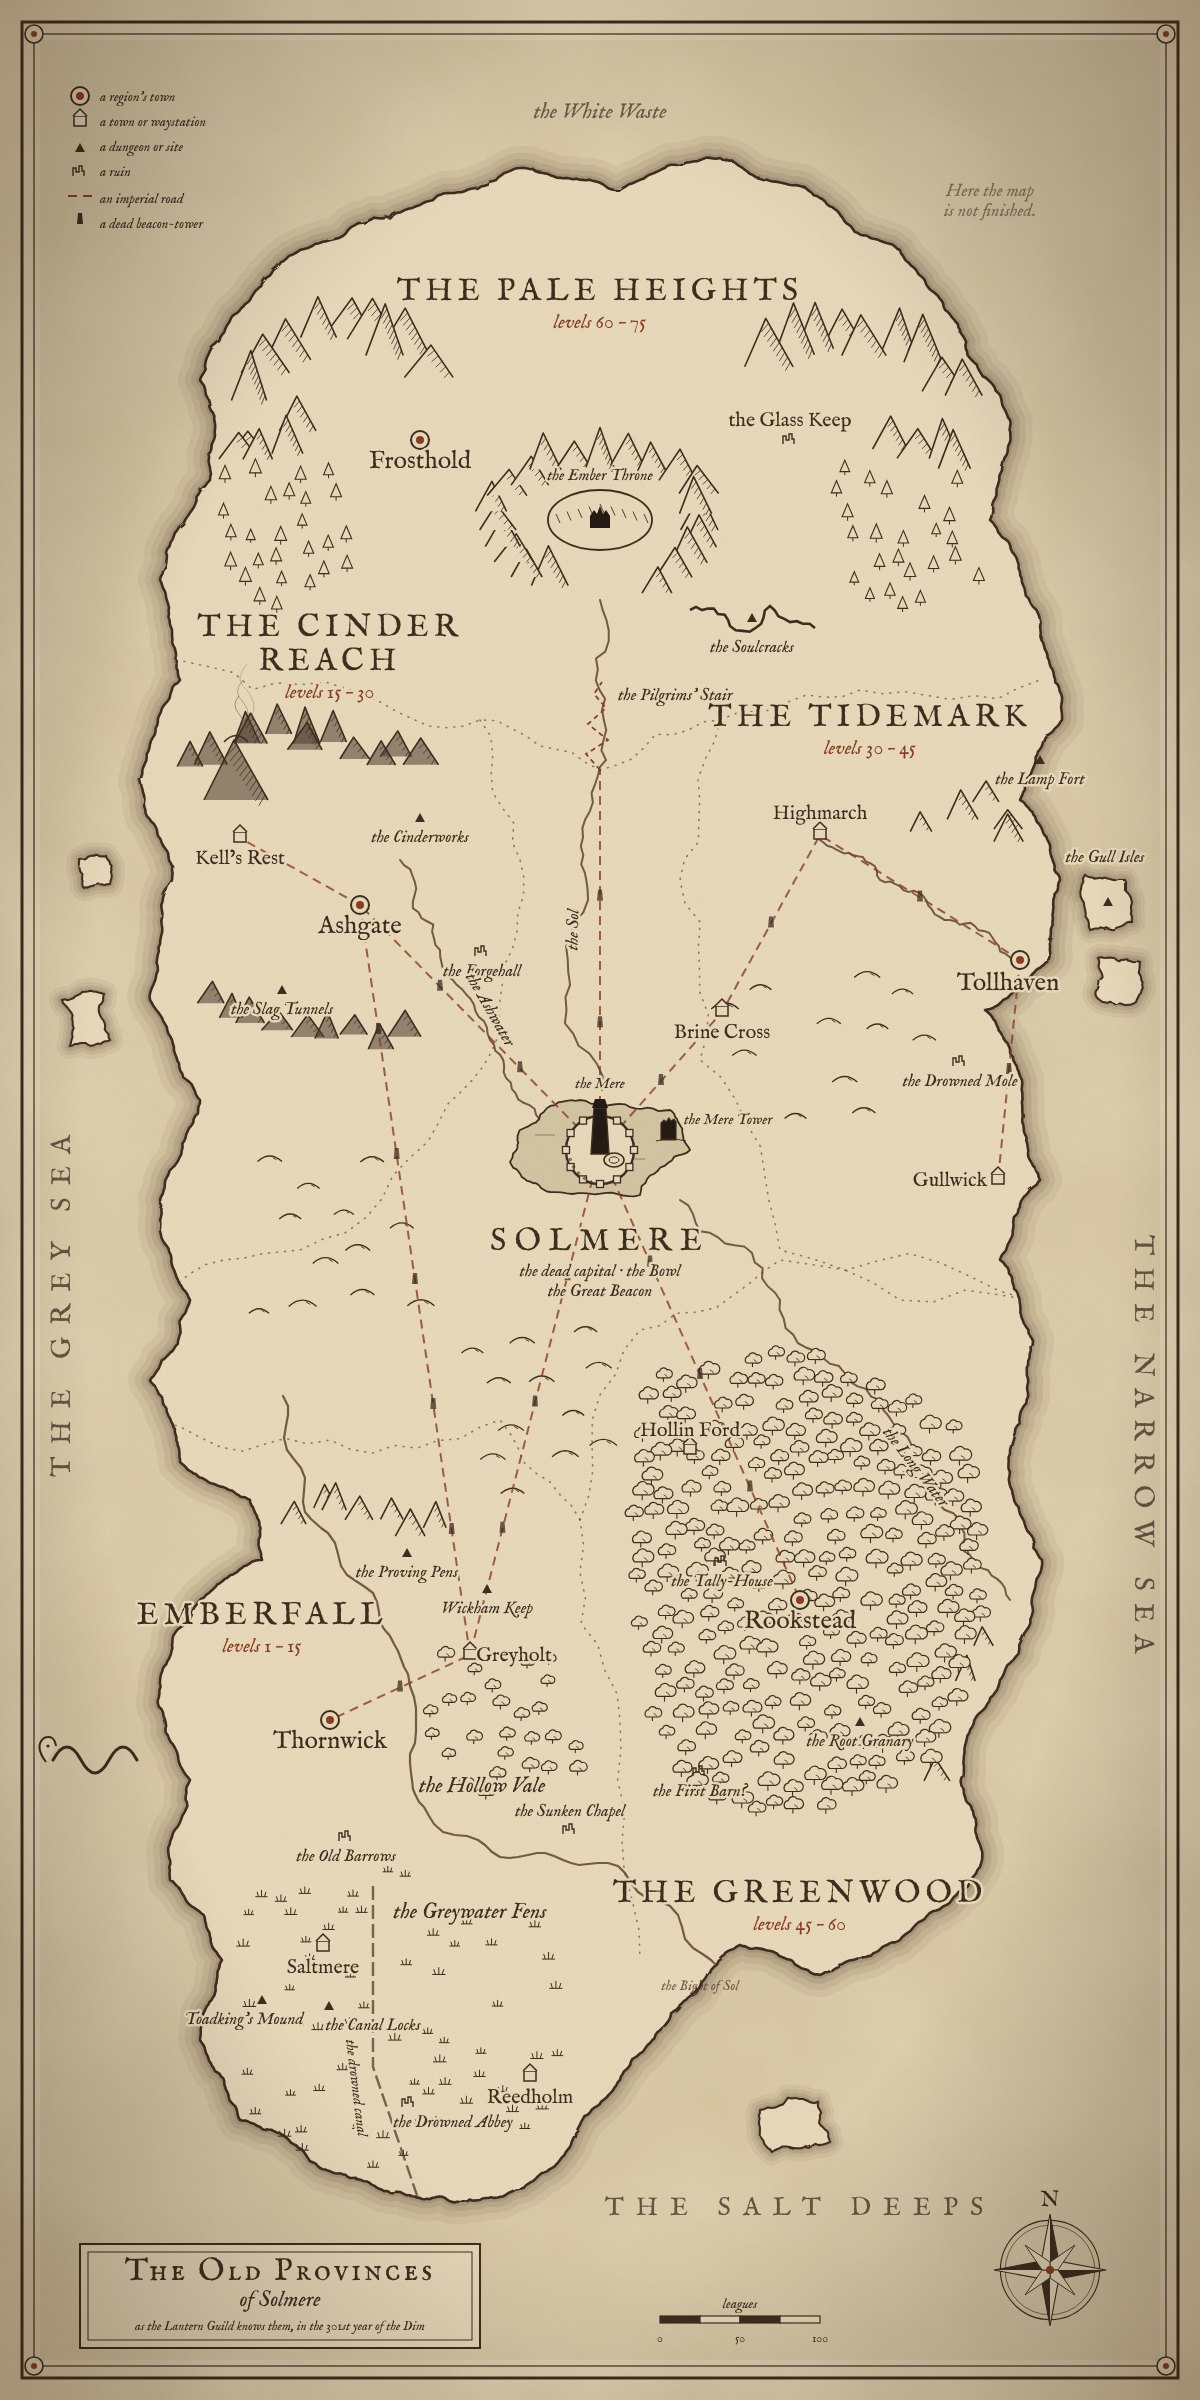 a region's town
a town or waystation
a dungeon or site
a ruin
an imperial road
a dead beacon-tower
the White Waste
Here the map
is not finished.
THE PALE HEIGHTS
levels 60 – 75
the Glass Keep
Frosthold
the Ember Throne
THE CINDER
REACH
levels 15 – 30
the Soulcracks
the Pilgrims' Stair
THE TIDEMARK
levels 30 – 45
the Lamp Fort
Highmarch
the Cinderworks
Kell's Rest
the Gull Isles
Ashgate
the Sol
the Forgehall
the Ashwater
Tollhaven
the Slag Tunnels
Brine Cross
the Drowned Mole
the Mere
the Mere Tower
Gullwick
THE GREY SEA
THE NARROW SEA
SOLMERE
the dead capital · the Bowl
the Great Beacon
Hollin Ford
the Long Water
the Proving Pens
the Tally-House
Wickham Keep
EMBERFALL
levels 1 – 15
Rookstead
Greyholt
Thornwick
the Root Granary
the Hollow Vale
the First Barn
the Sunken Chapel
the Old Barrows
THE GREENWOOD
levels 45 – 60
the Greywater Fens
Saltmere
the Bight of Sol
Toadking's Mound
the Canal Locks
the drowned canal
Reedholm
the Drowned Abbey
THE SALT DEEPS
N
The Old Provinces
of Solmere
as the Lantern Guild knows them, in the 301st year of the Dim
leagues
0 50 100